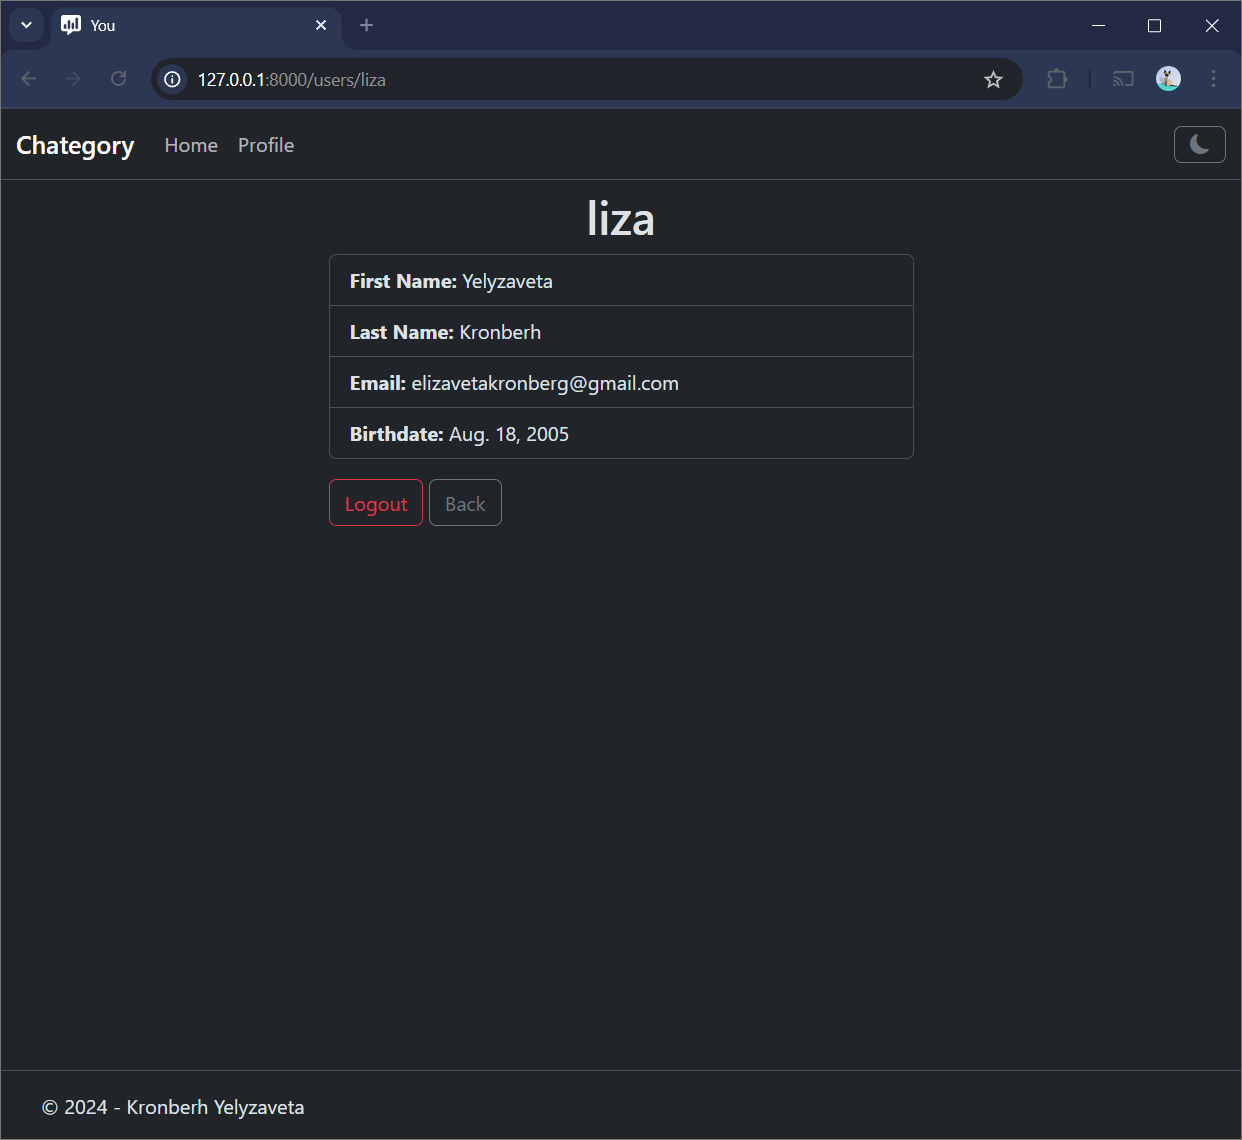 You
127.0.0.1:8000/users/liza
Chategory Home Profile
liza
First Name: Yelyzaveta
Last Name: Kronberh
Email: elizavetakronberg@gmail.com
Birthdate: Aug. 18, 2005
Logout Back
© 2024 - Kronberh Yelyzaveta